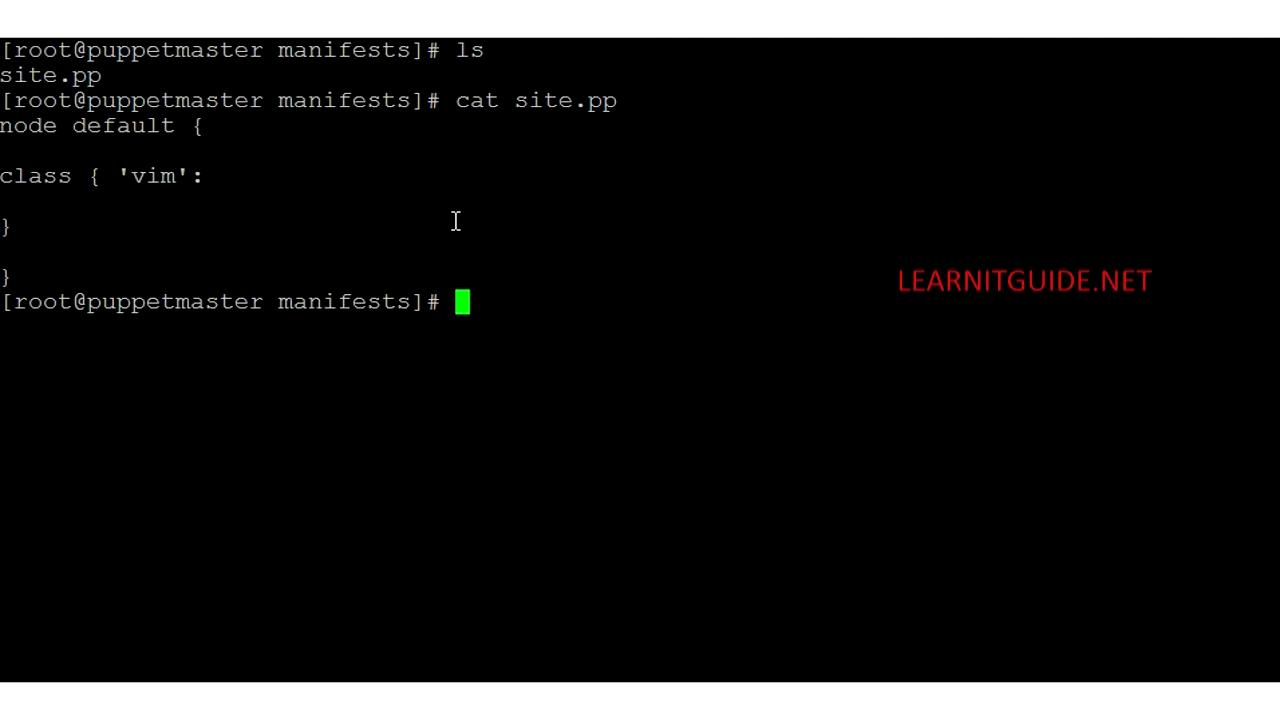 [root@puppetmaster manifests]# ls
site.pp
[root@puppetmaster manifests]# cat site.pp
node default {
class { 'vim':
}
}
LEARNITGUIDE.NET
[root@puppetmaster manifests]#